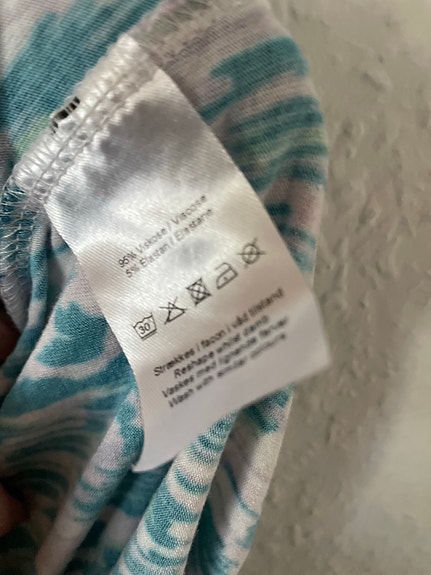 95% Viskose / Viscose
5% Elastan / Elastane
30
Strækkes i facon i våd tilstand
Reshape whilst damp
Vaskes med lignende farver
Wash with similar colours